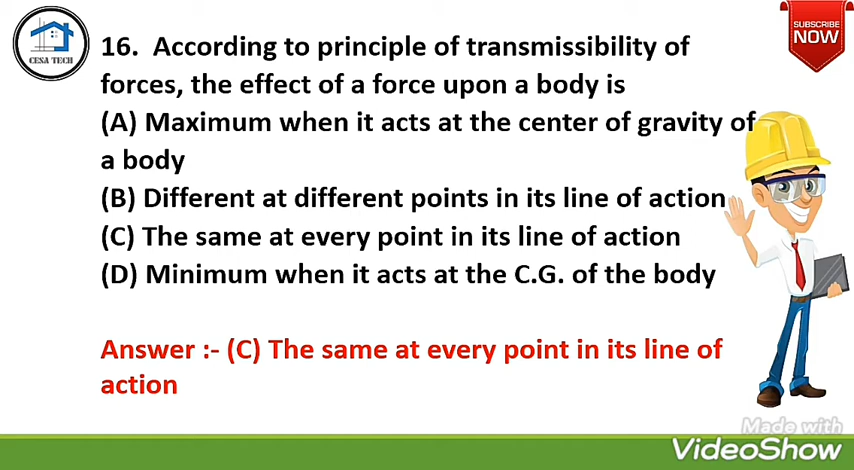 CESA TECH
SUBSCRIBE
NOW
16.  According to principle of transmissibility of
forces, the effect of a force upon a body is
(A) Maximum when it acts at the center of gravity of
a body
(B) Different at different points in its line of action
(C) The same at every point in its line of action
(D) Minimum when it acts at the C.G. of the body
Answer :- (C) The same at every point in its line of
action
Made with
VideoShow